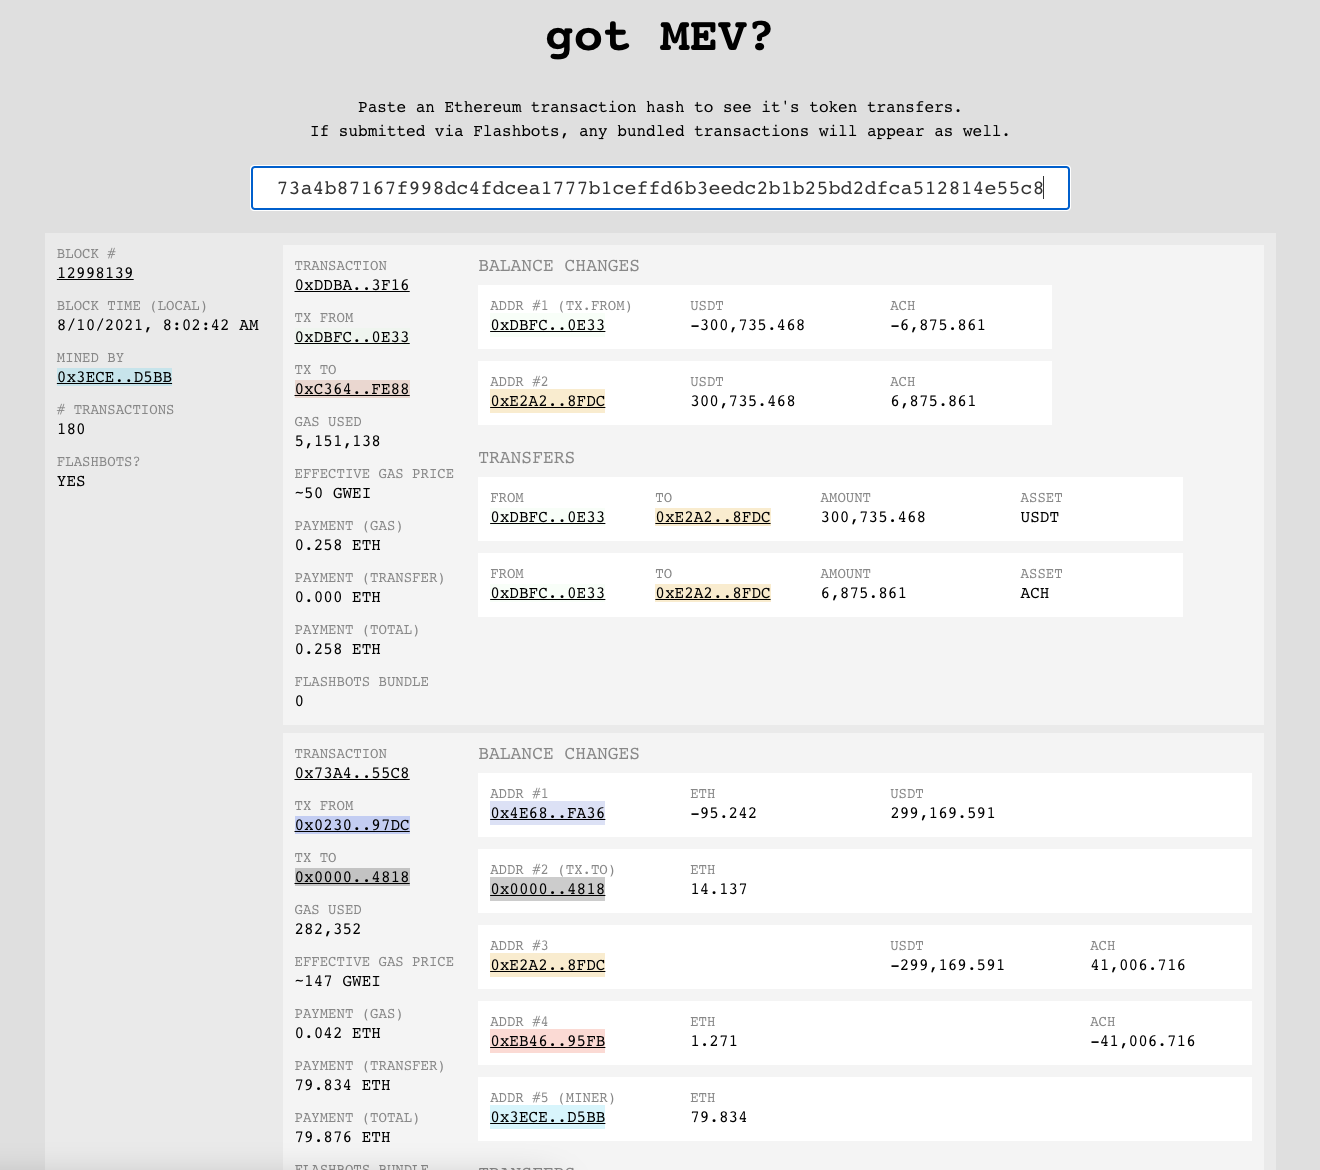 got MEV?
Paste an Ethereum transaction hash to see it's token transfers.
If submitted via Flashbots, any bundled transactions will appear as well.
73a4b87167f998dc4fdcea1777b1ceffd6b3eedc2b1b25bd2dfca512814e55c8
BLOCK #
12998139
BLOCK TIME (LOCAL)
8/10/2021, 8:02:42 AM
MINED BY
0x3ECE..D5BB
# TRANSACTIONS
180
FLASHBOTS?
YES
TRANSACTION
0xDDBA..3F16
TX FROM
0xDBFC..0E33
TX TO
0xC364..FE88
GAS USED
5,151,138
EFFECTIVE GAS PRICE
~50 GWEI
PAYMENT (GAS)
0.258 ETH
PAYMENT (TRANSFER)
0.000 ETH
PAYMENT (TOTAL)
0.258 ETH
FLASHBOTS BUNDLE
0
BALANCE CHANGES
ADDR #1 (TX.FROM) USDT ACH
0xDBFC..0E33 -300,735.468 -6,875.861
ADDR #2 USDT ACH
0xE2A2..8FDC 300,735.468 6,875.861
TRANSFERS
FROM TO AMOUNT ASSET
0xDBFC..0E33 0xE2A2..8FDC 300,735.468 USDT
FROM TO AMOUNT ASSET
0xDBFC..0E33 0xE2A2..8FDC 6,875.861 ACH
TRANSACTION
0x73A4..55C8
TX FROM
0x0230..97DC
TX TO
0x0000..4818
GAS USED
282,352
EFFECTIVE GAS PRICE
~147 GWEI
PAYMENT (GAS)
0.042 ETH
PAYMENT (TRANSFER)
79.834 ETH
PAYMENT (TOTAL)
79.876 ETH
FLASHBOTS BUNDLE
BALANCE CHANGES
ADDR #1 ETH USDT
0x4E68..FA36 -95.242 299,169.591
ADDR #2 (TX.TO) ETH
0x0000..4818 14.137
ADDR #3 USDT ACH
0xE2A2..8FDC -299,169.591 41,006.716
ADDR #4 ETH ACH
0xEB46..95FB 1.271 -41,006.716
ADDR #5 (MINER) ETH
0x3ECE..D5BB 79.834
TRANSFERS